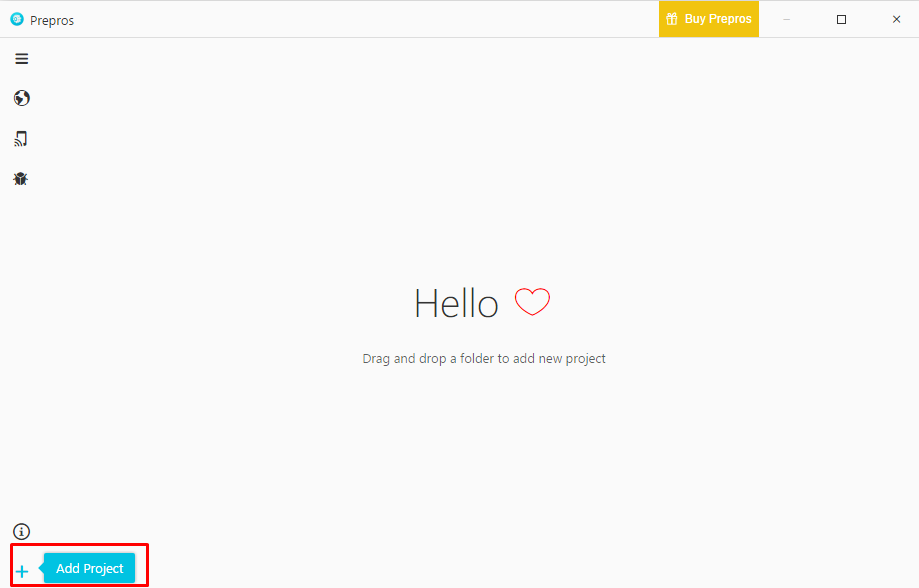 Prepros
Buy Prepros
Hello
Drag and drop a folder to add new project
Add Project